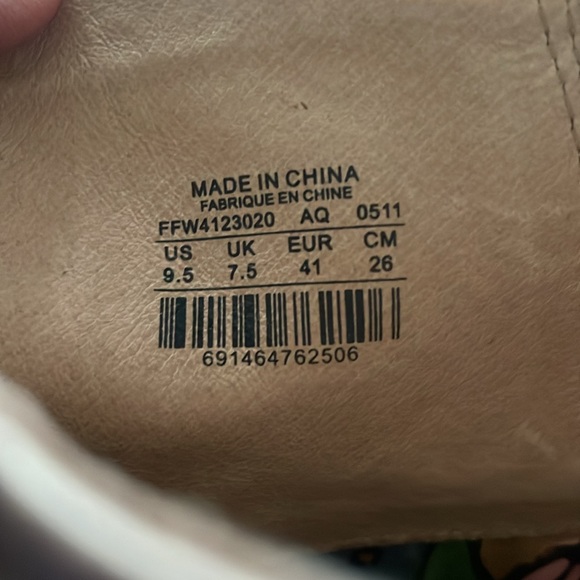 MADE IN CHINA
FABRIQUE EN CHINE
FFW4123020 AQ 0511
US UK EUR CM
9.5 7.5 41 26
691464762506